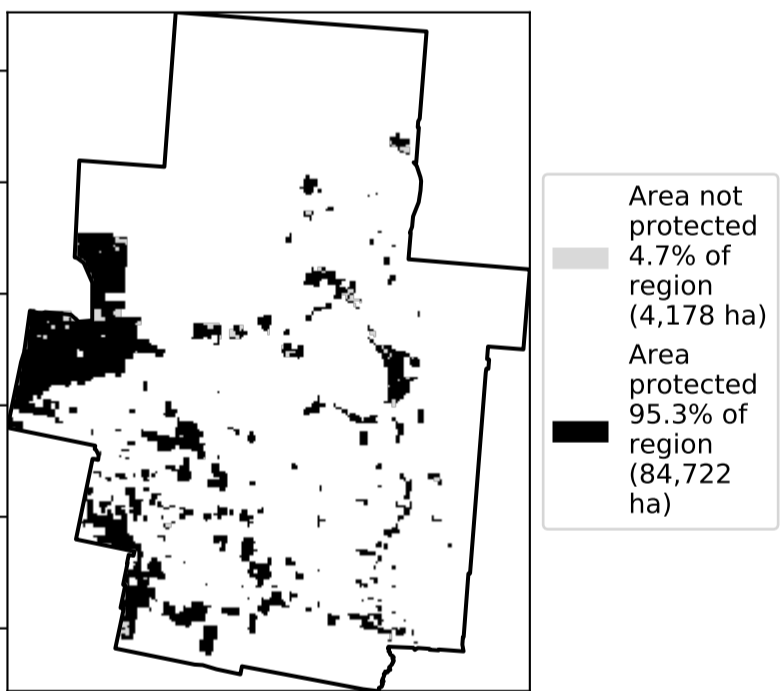 Area not
protected
4.7% of
region
(4,178 ha)
Area
protected
95.3% of
region
(84,722
ha)